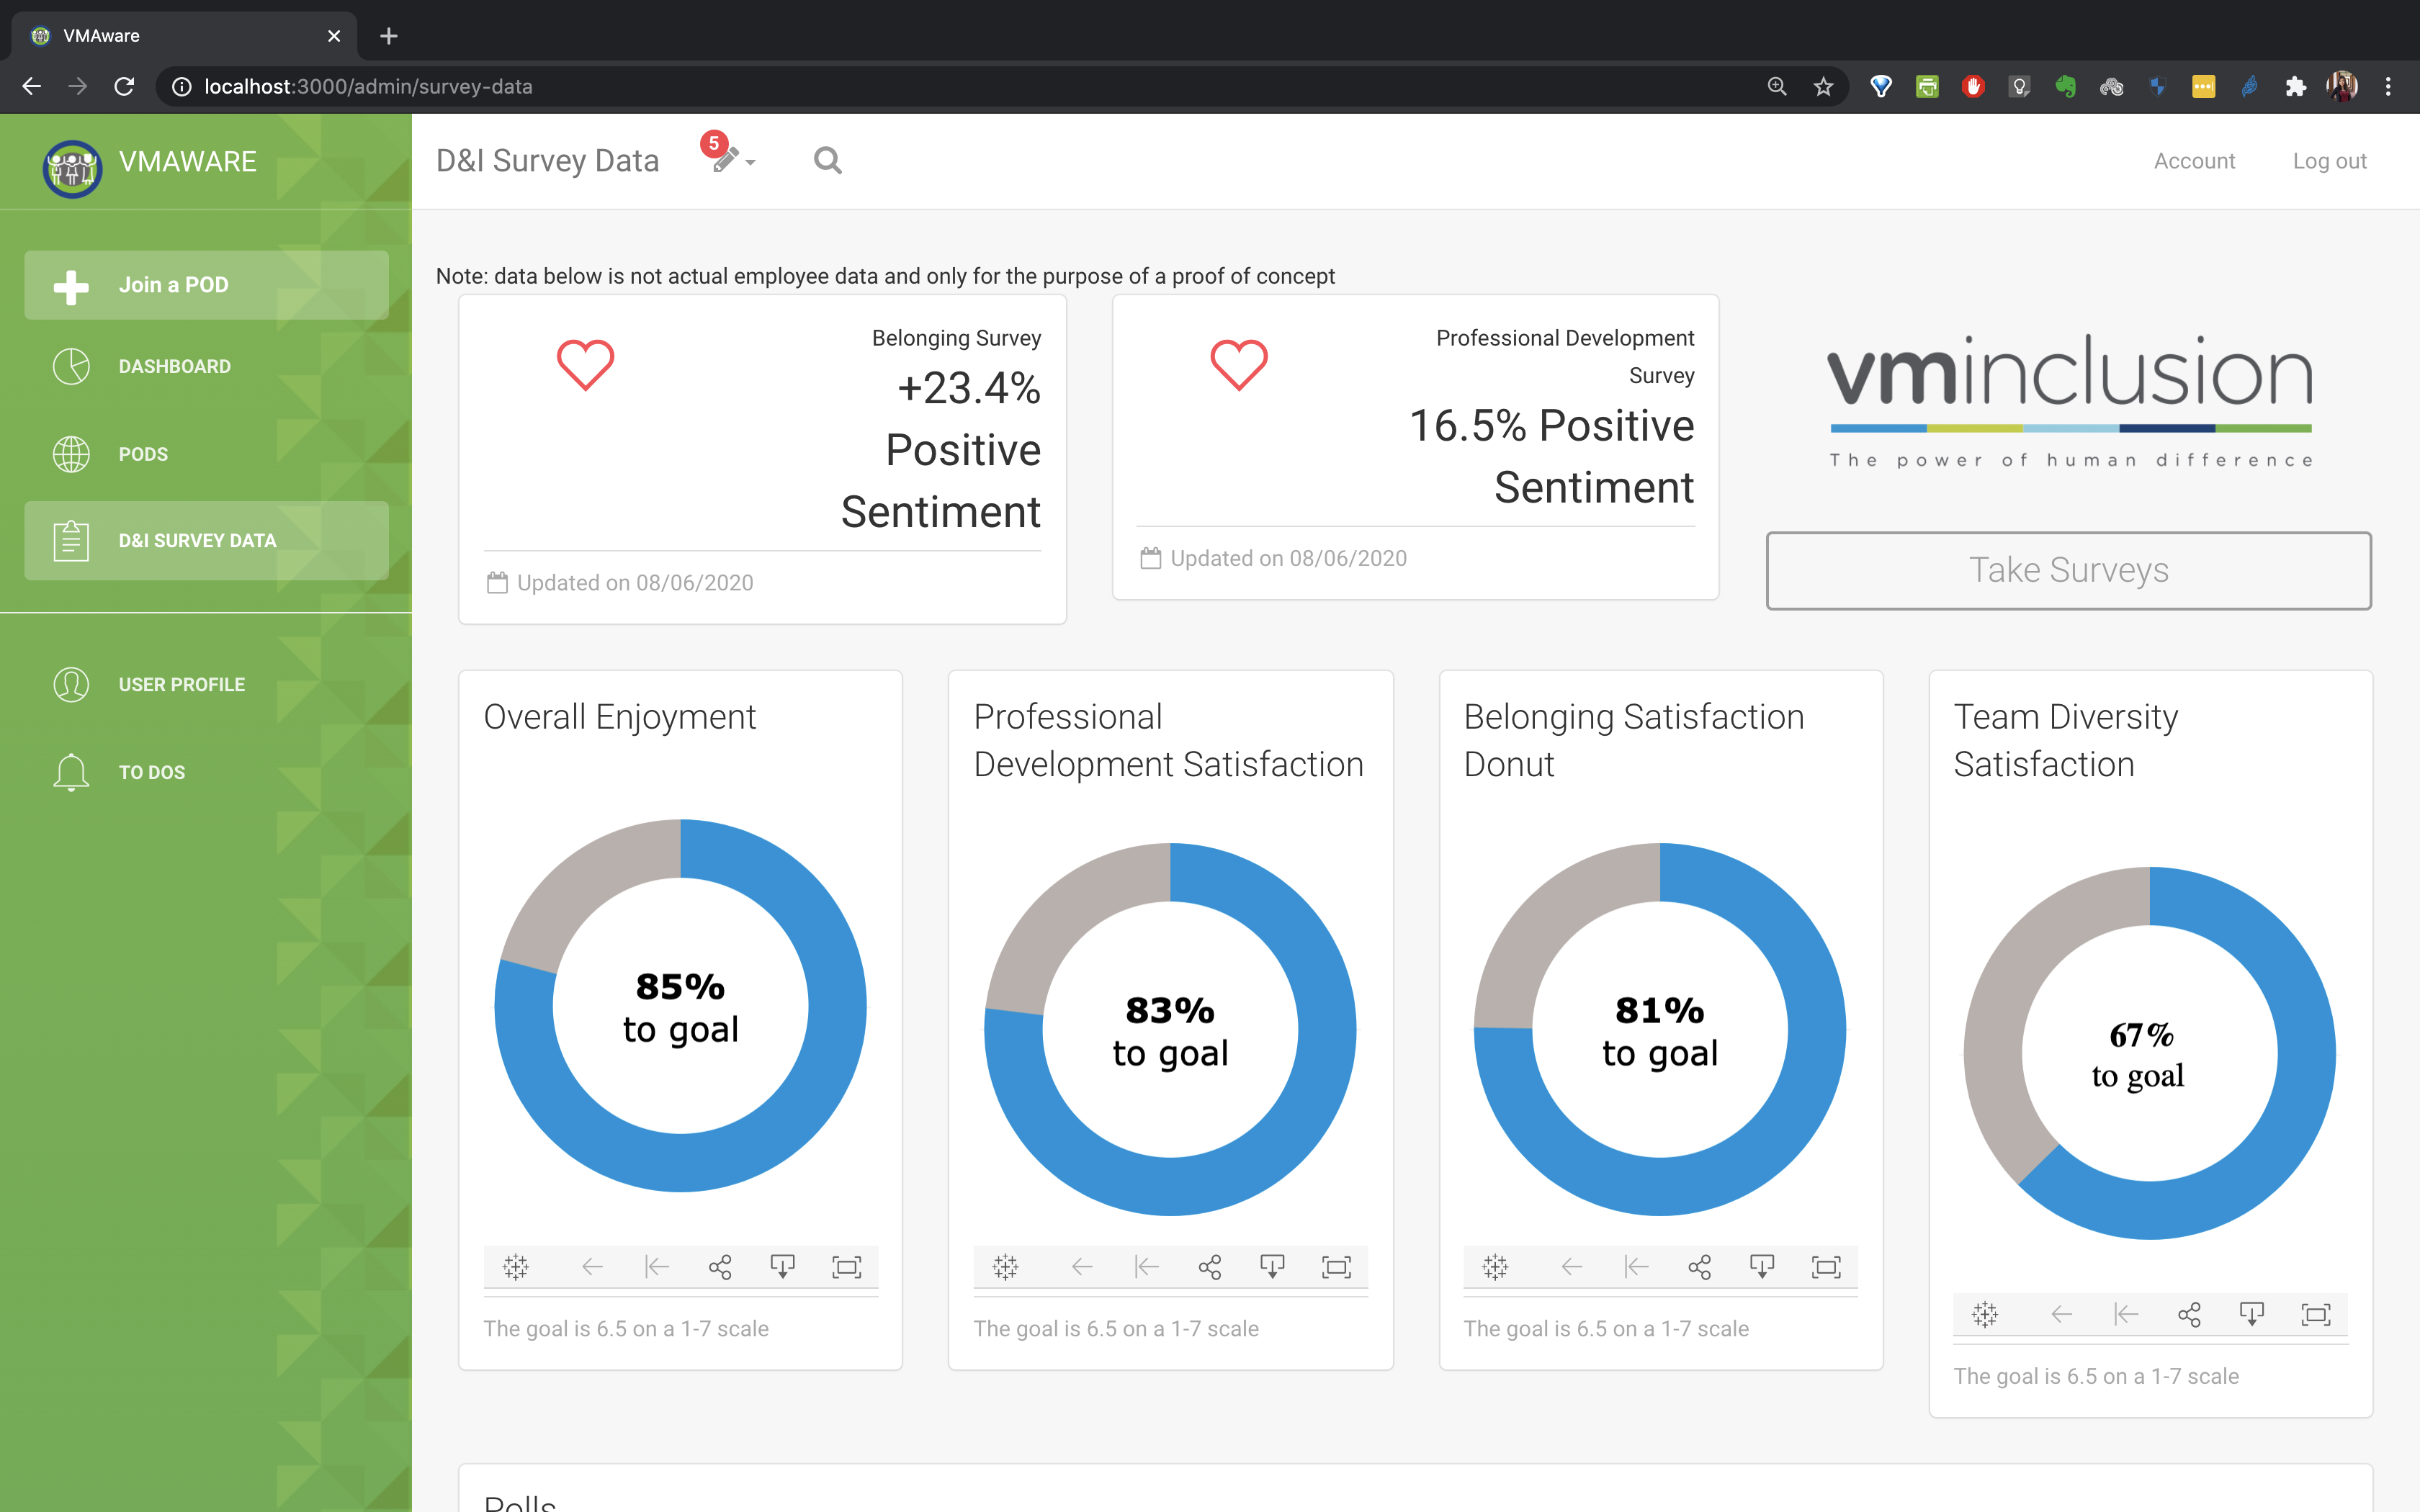 VMAware
localhost:3000/admin/survey-data
VMAWARE
Join a POD
DASHBOARD
PODS
D&I SURVEY DATA
USER PROFILE
TO DOS
D&I Survey Data
5
Account
Log out
Note: data below is not actual employee data and only for the purpose of a proof of concept
Belonging Survey
+23.4%
Positive
Sentiment
Updated on 08/06/2020
Professional Development
Survey
16.5% Positive
Sentiment
Updated on 08/06/2020
vminclusion
The power of human difference
Take Surveys
Overall Enjoyment
85%
to goal
The goal is 6.5 on a 1-7 scale
Professional
Development Satisfaction
83%
to goal
The goal is 6.5 on a 1-7 scale
Belonging Satisfaction
Donut
81%
to goal
The goal is 6.5 on a 1-7 scale
Team Diversity
Satisfaction
67%
to goal
The goal is 6.5 on a 1-7 scale
Polls